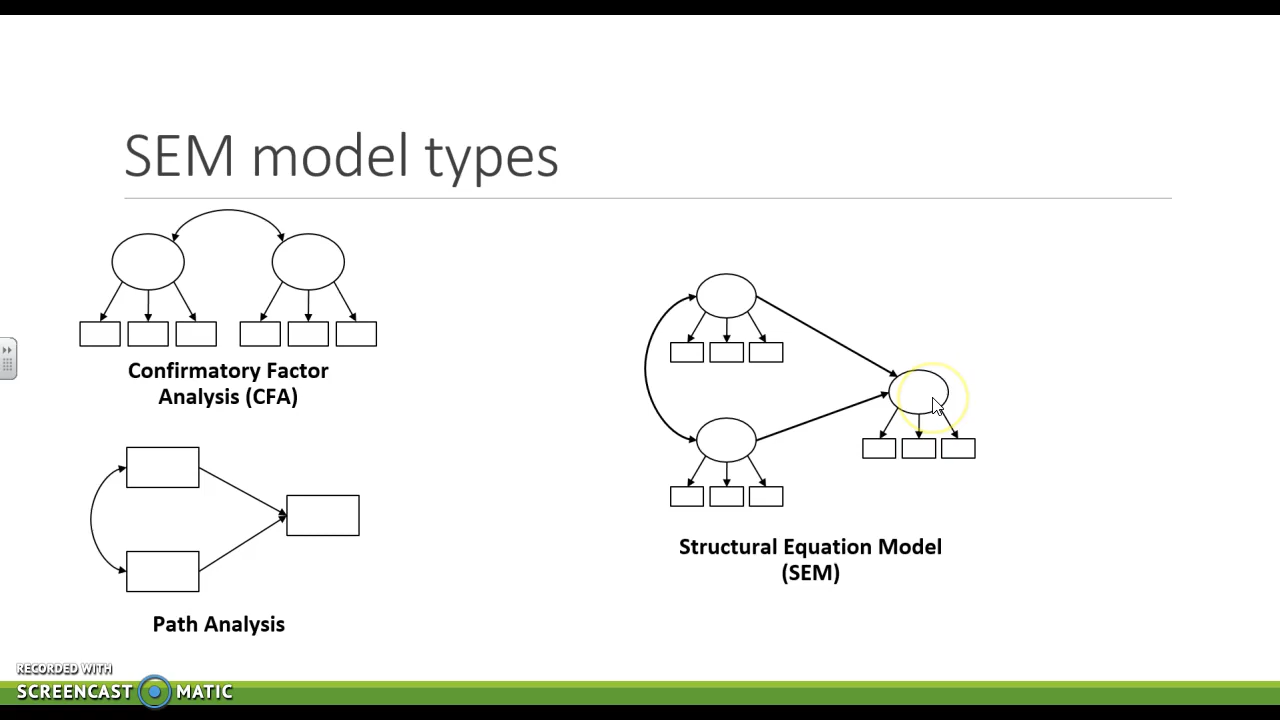 SEM model types
Confirmatory Factor
Analysis (CFA)
Path Analysis
Structural Equation Model
(SEM)
RECORDED WITH
SCREENCAST MATIC